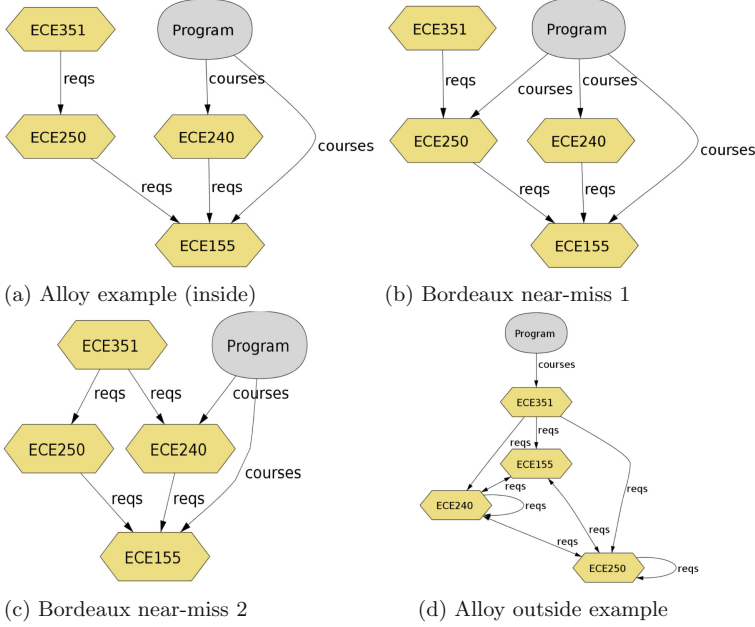 ECE351
Program
reqs
courses
ECE250
ECE240
courses
reqs
reqs
ECE155
(a) Alloy example (inside)
ECE351
Program
reqs
courses
courses
ECE250
ECE240
courses
reqs
reqs
ECE155
(b) Bordeaux near-miss 1
ECE351
Program
reqs
reqs
courses
ECE250
ECE240
courses
reqs
reqs
ECE155
(c) Bordeaux near-miss 2
Program
courses
ECE351
reqs
reqs
ECE155
reqs
reqs
ECE240
reqs
reqs
reqs
ECE250
reqs
(d) Alloy outside example